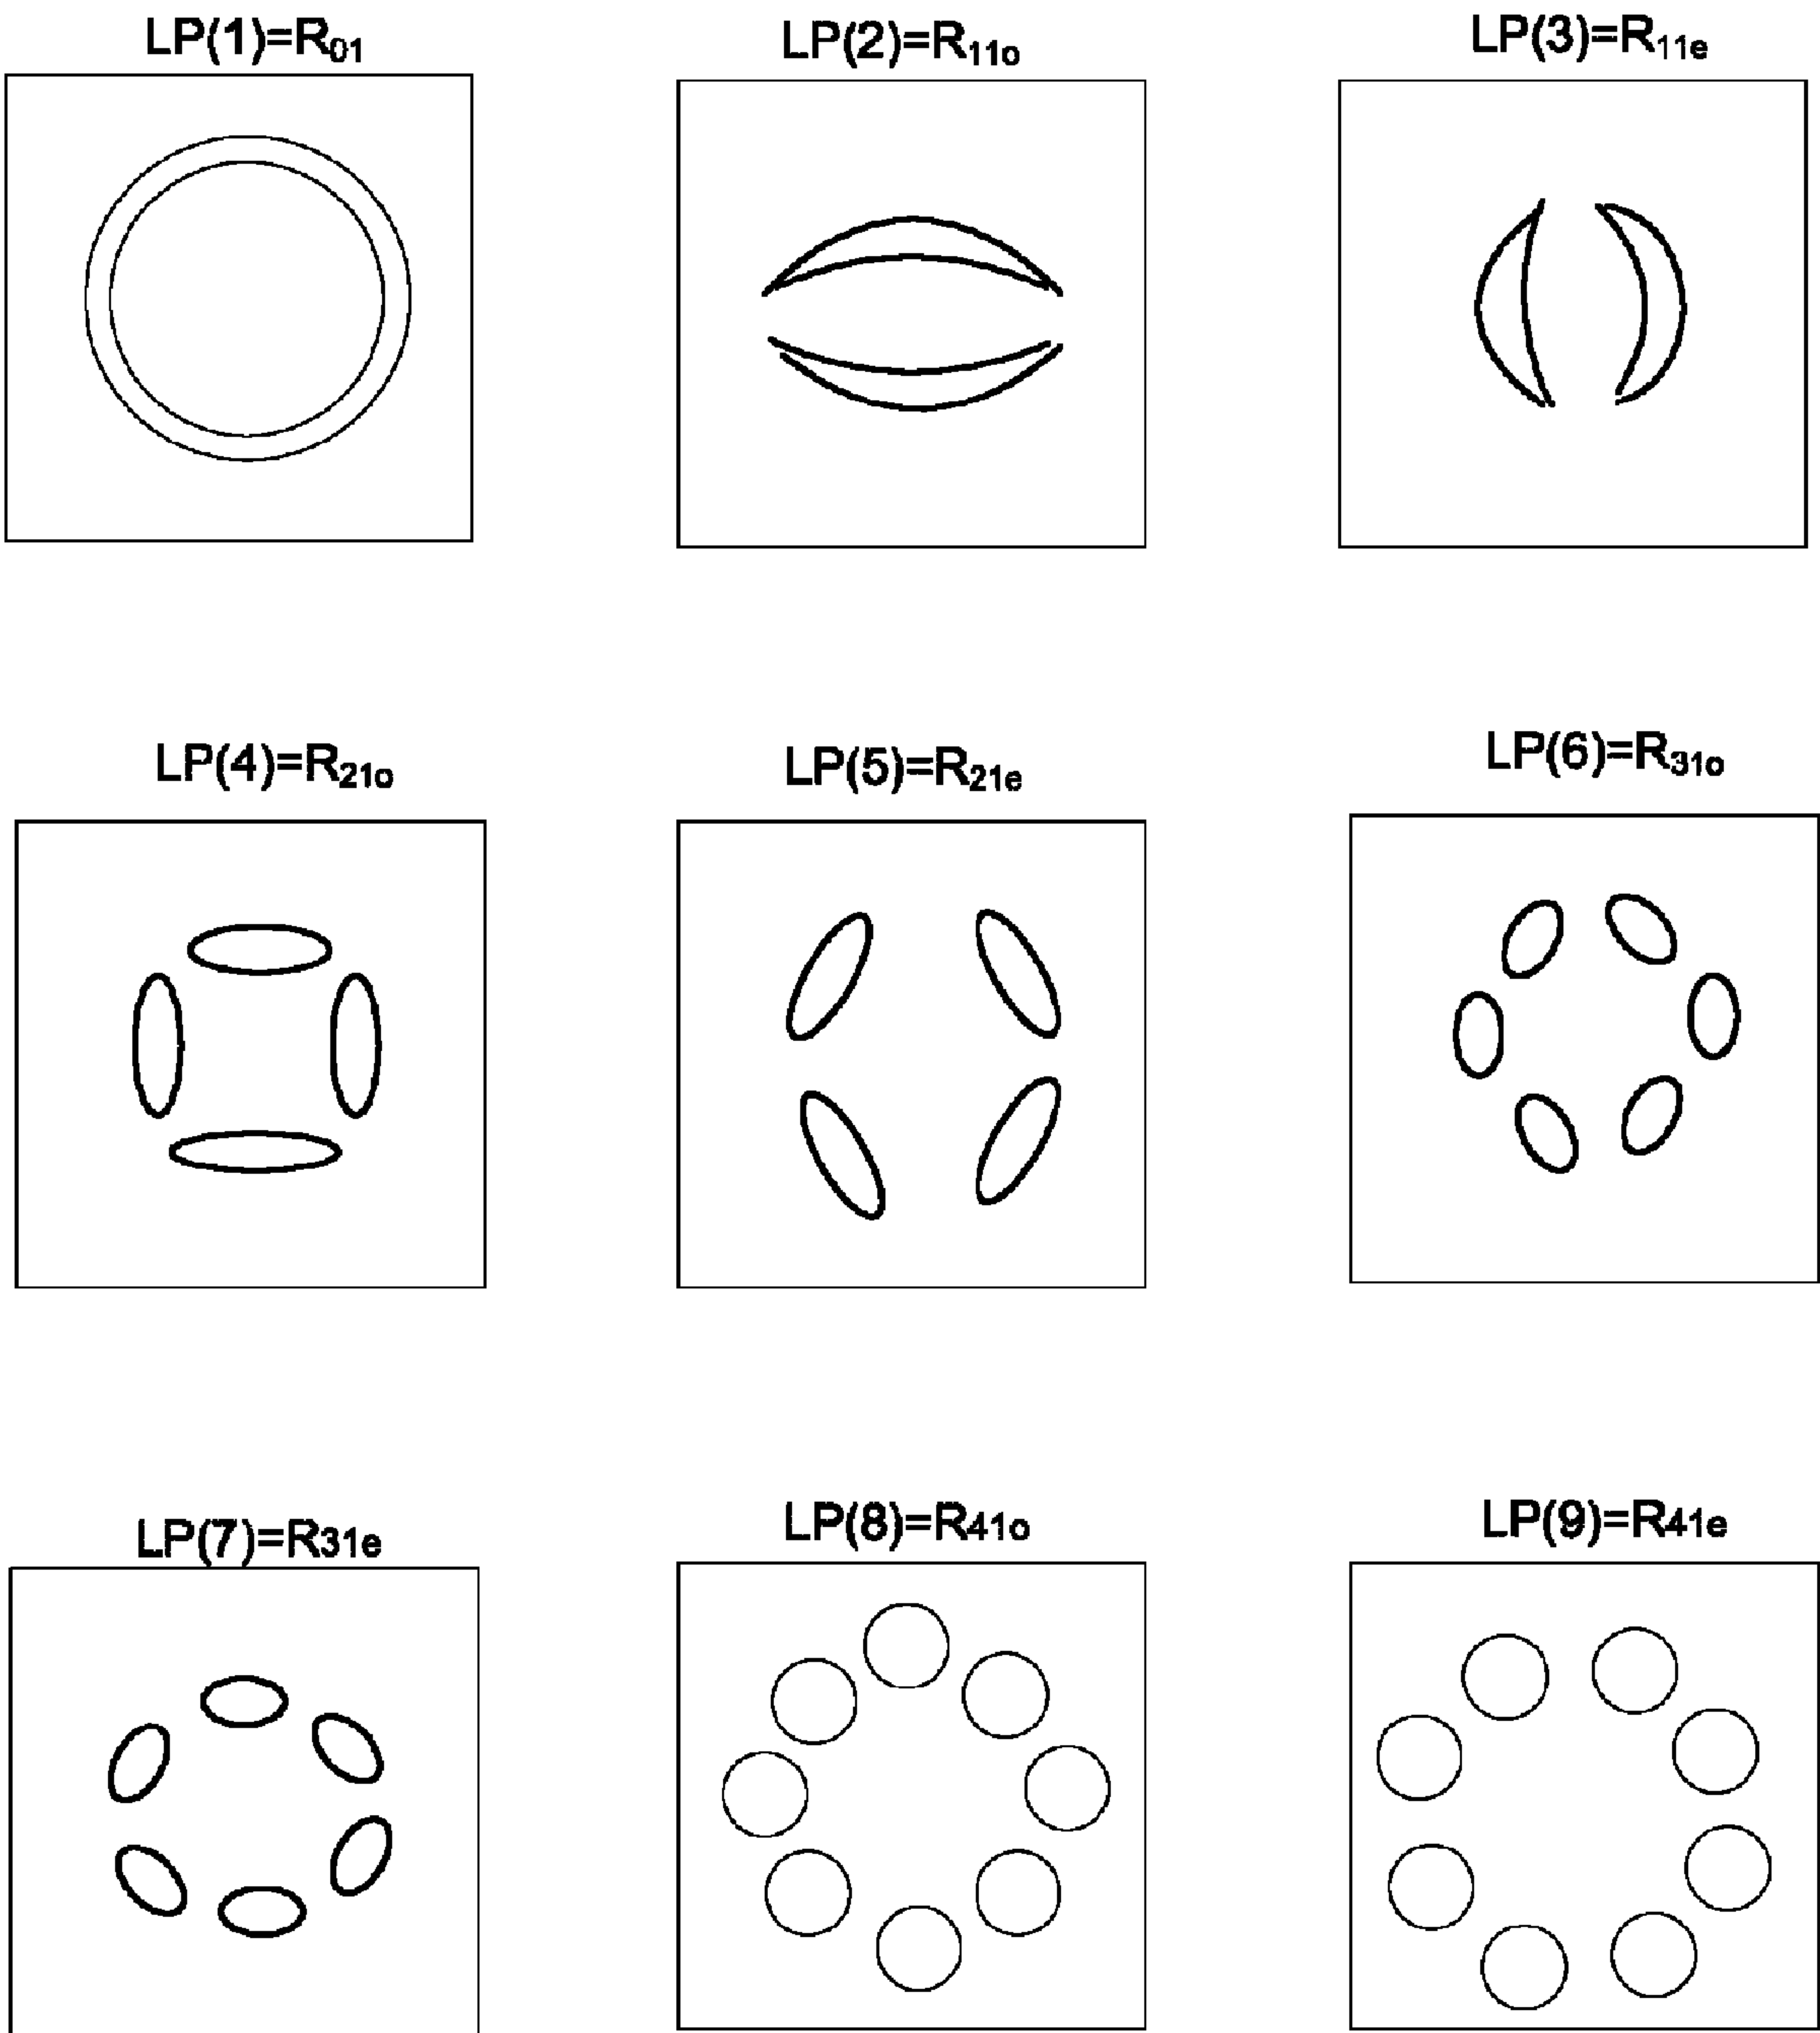 LP(1)=R01
LP(2)=R11o
LP(3)=R11e
LP(4)=R21o
LP(5)=R21e
LP(6)=R31o
LP(7)=R31e
LP(8)=R41o
LP(9)=R41e